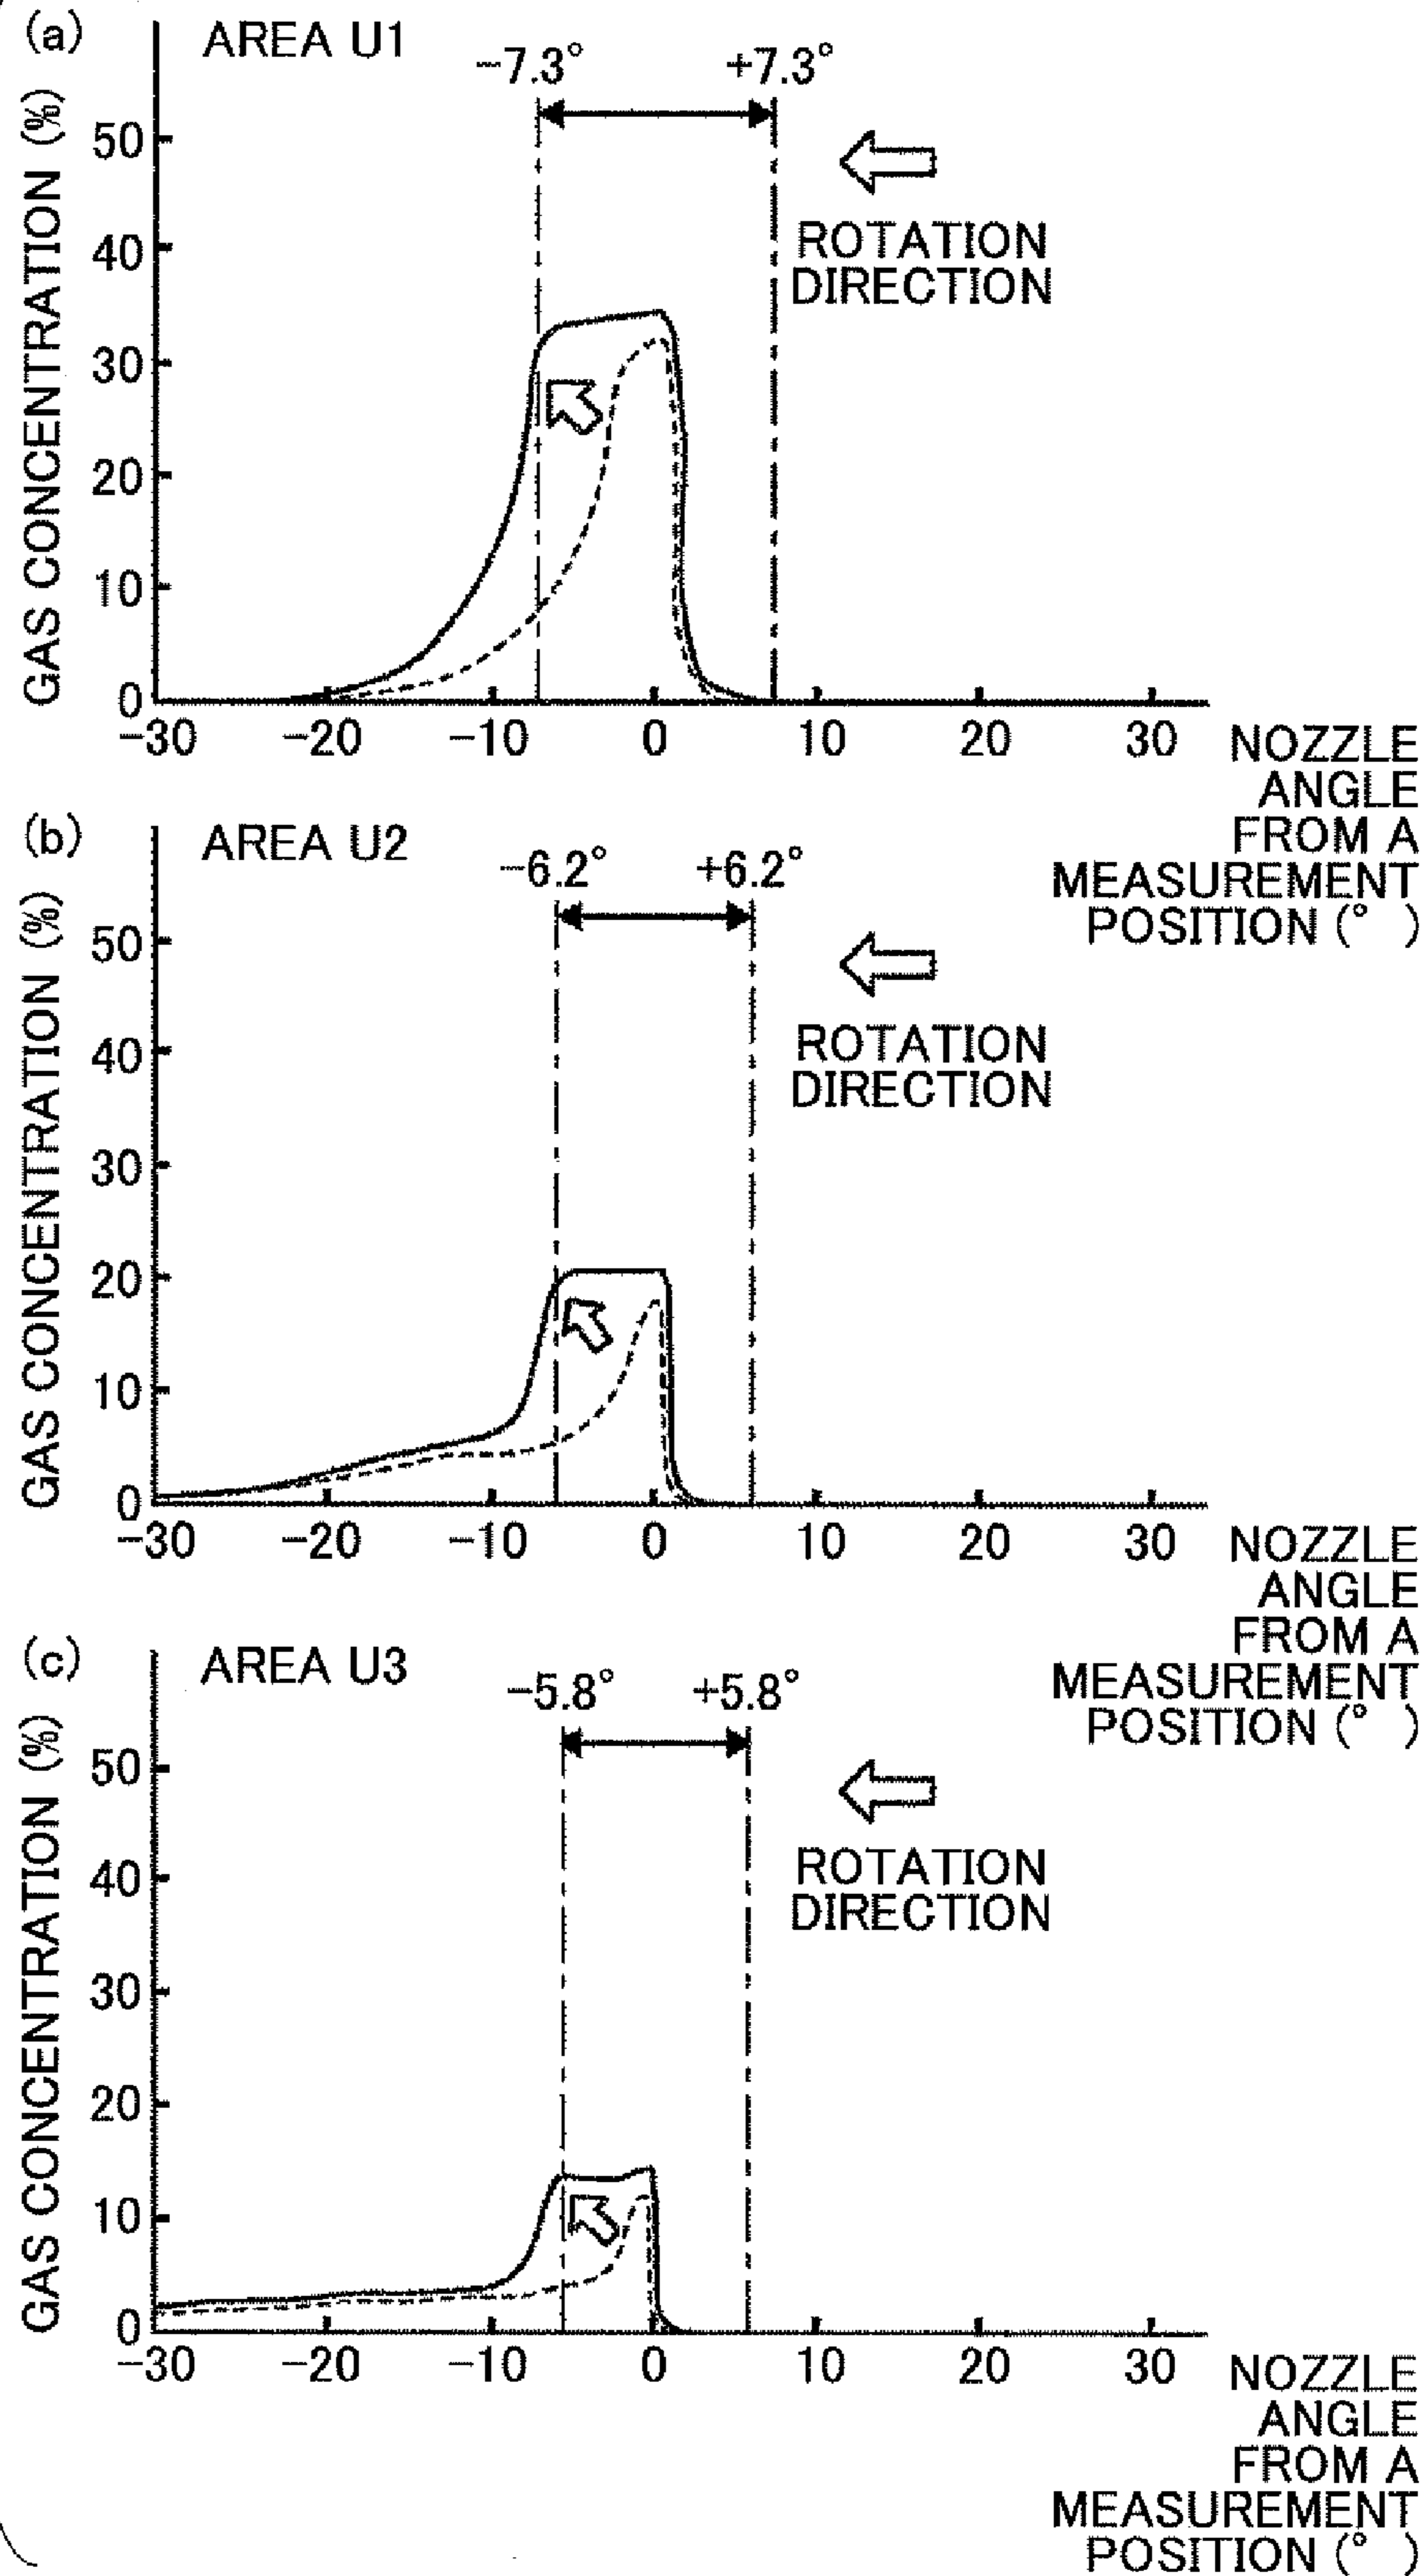 (a) AREA U1
−7.3° +7.3°
GAS CONCENTRATION (%)
50
40
30
20
10
0
ROTATION
DIRECTION
−30 −20 −10 0 10 20 30
NOZZLE
ANGLE
FROM A
MEASUREMENT
POSITION (° )
(b) AREA U2
−6.2° +6.2°
GAS CONCENTRATION (%)
50
40
30
20
10
0
ROTATION
DIRECTION
−30 −20 −10 0 10 20 30
NOZZLE
ANGLE
FROM A
MEASUREMENT
POSITION (° )
(c) AREA U3
−5.8° +5.8°
GAS CONCENTRATION (%)
50
40
30
20
10
0
ROTATION
DIRECTION
−30 −20 −10 0 10 20 30
NOZZLE
ANGLE
FROM A
MEASUREMENT
POSITION (° )